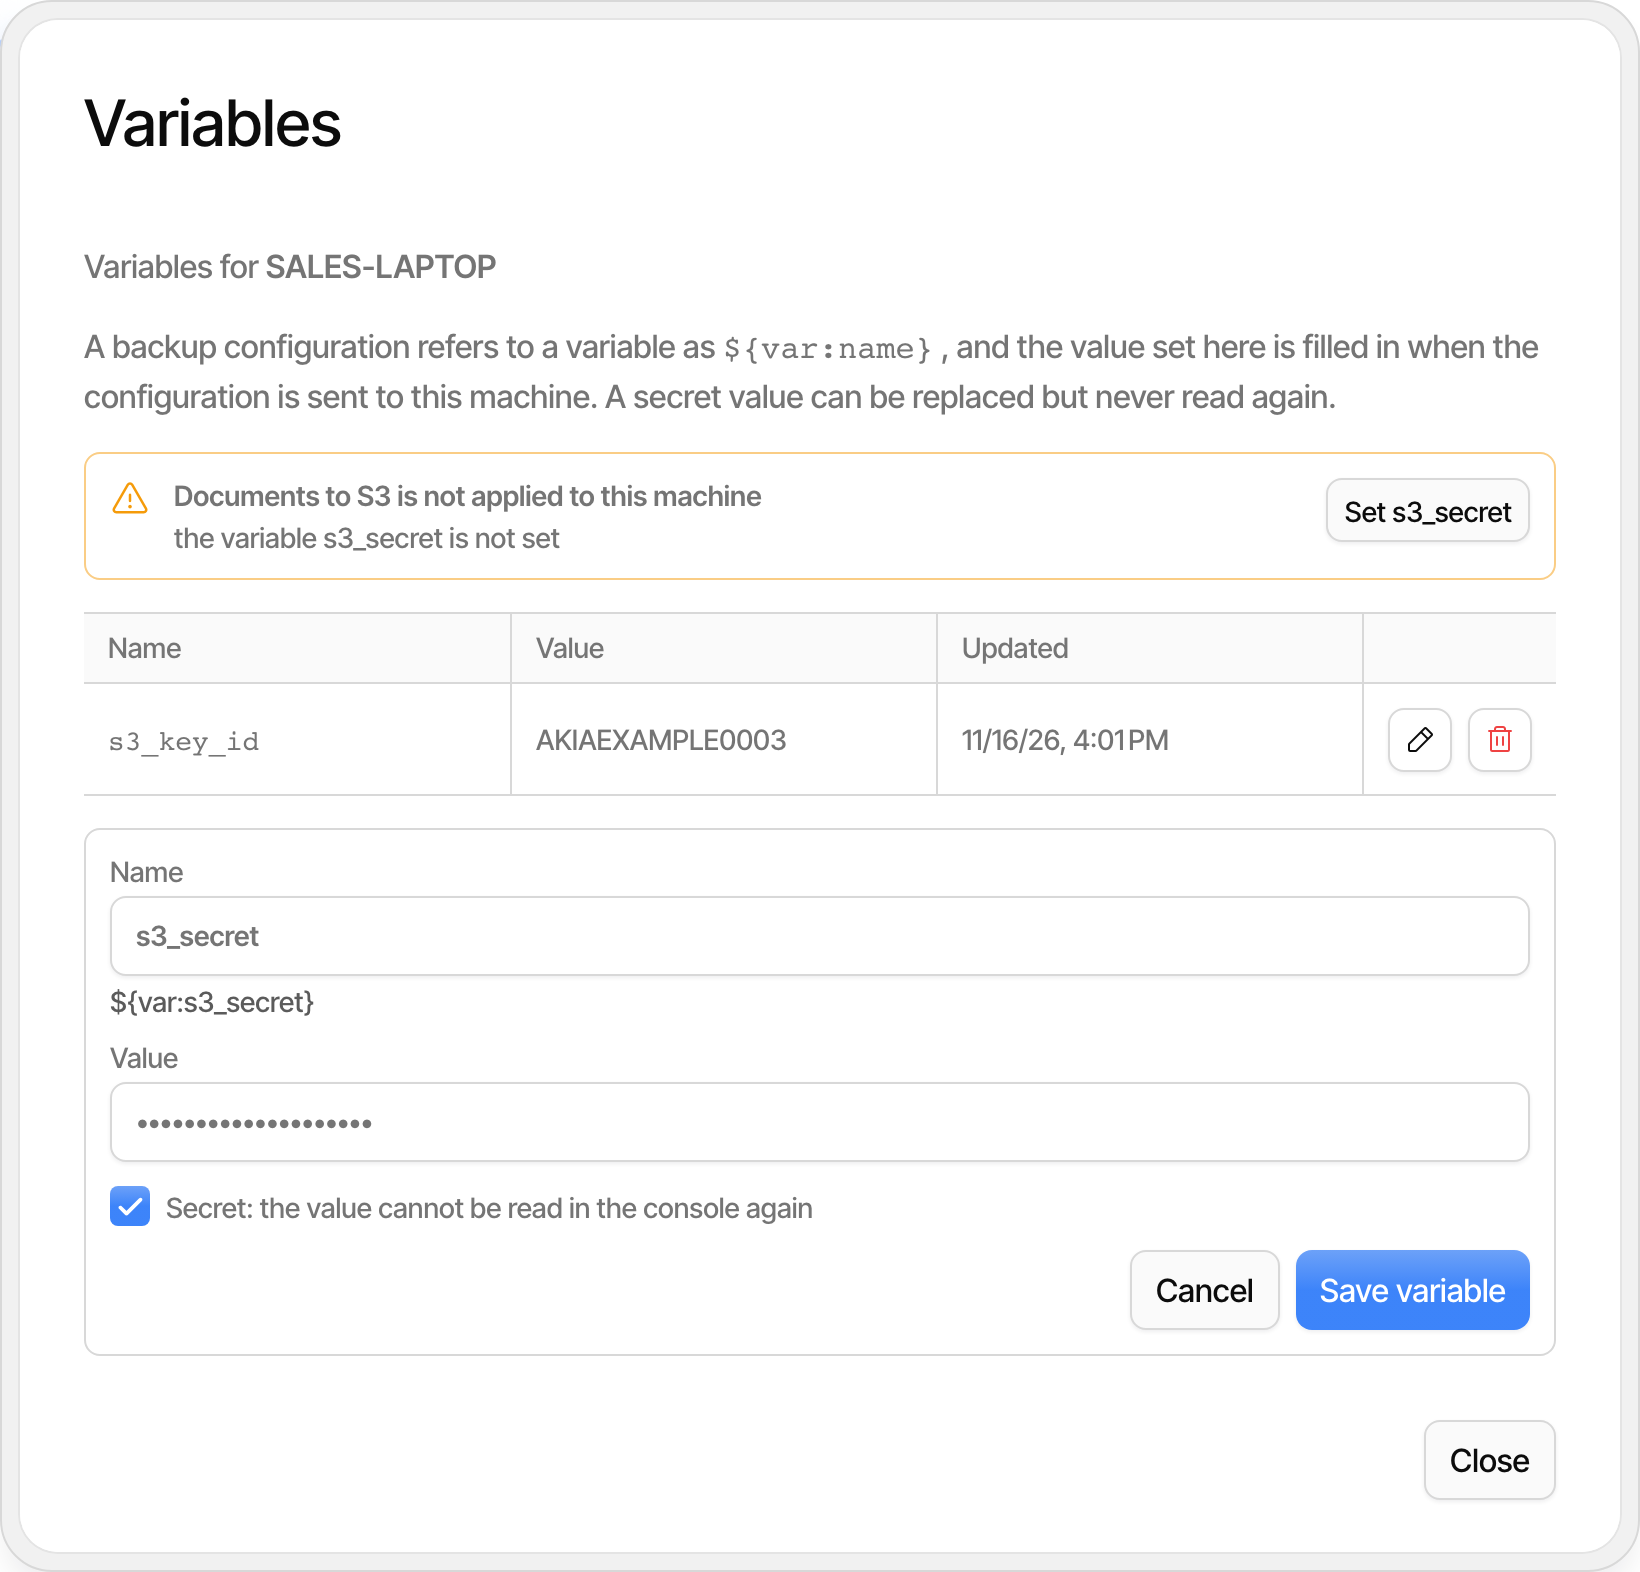 Variables
Variables for SALES-LAPTOP
A backup configuration refers to a variable as ${var:name} , and the value set here is filled in when the
configuration is sent to this machine. A secret value can be replaced but never read again.
Documents to S3 is not applied to this machine
the variable s3_secret is not set
Set s3_secret
Name Value Updated
s3_key_id AKIAEXAMPLE0003 11/16/26, 4:01 PM
Name
s3_secret
${var:s3_secret}
Value
••••••••••••••••••••
Secret: the value cannot be read in the console again
Cancel Save variable
Close